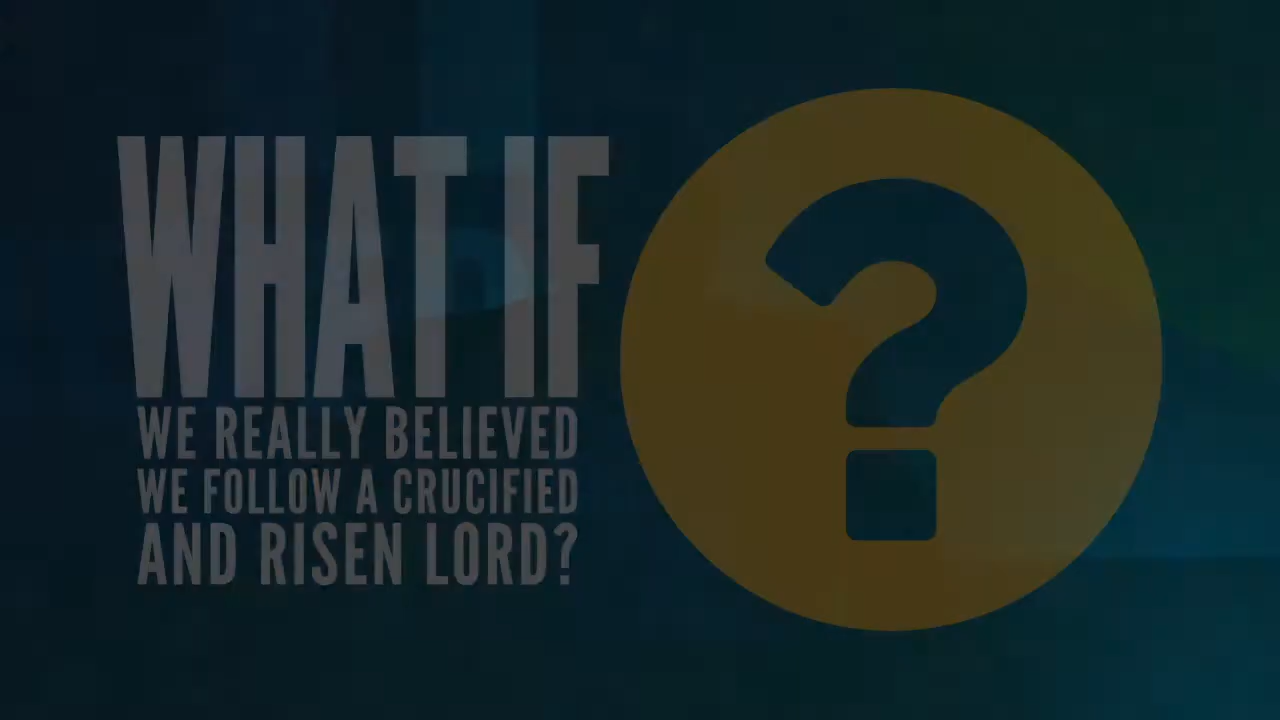 WHAT IF
WE REALLY BELIEVED
WE FOLLOW A CRUCIFIED
AND RISEN LORD?
?